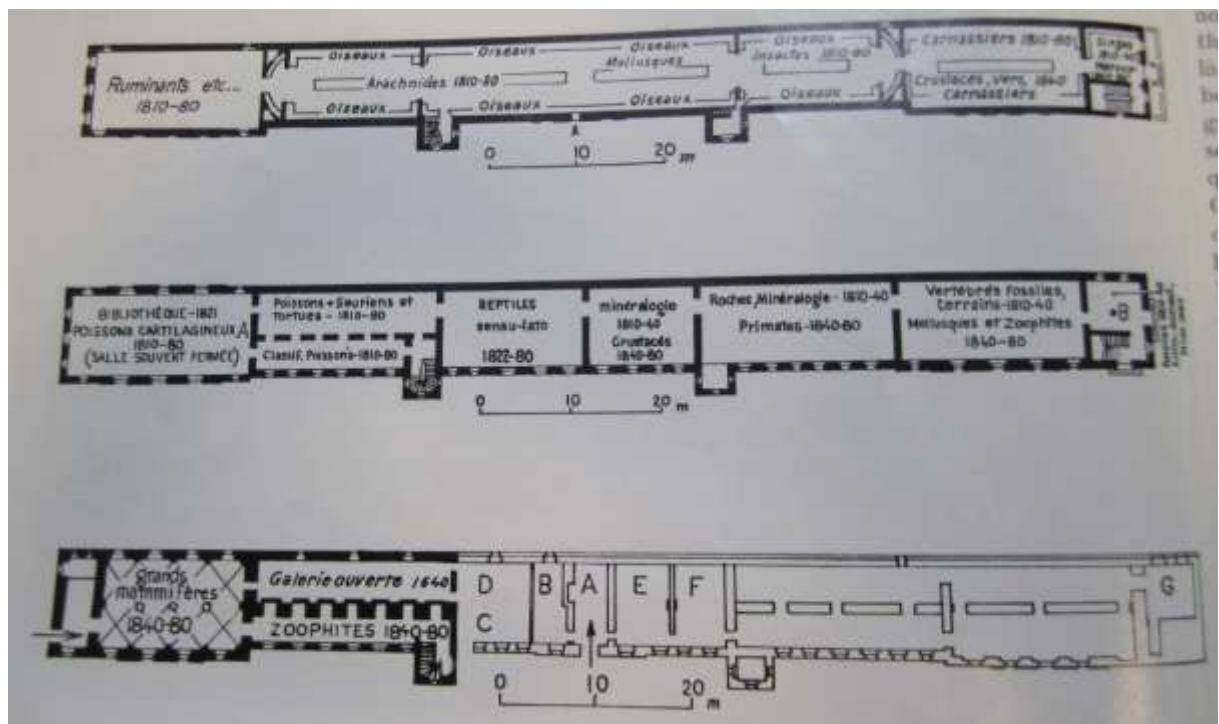 Ruminants etc...
1810-80
Oiseaux
Oiseaux
Oiseaux
Oiseaux
Arachnides 1810-80
Mollusques
Insectes 1810-80
Oiseaux
Oiseaux
Oiseaux
Oiseaux
Carnassiers 1810-80
Crustacés, vers, 1840
Carnassiers
Singes
1810-40
A
0 10 20 m
BIBLIOTHÈQUE-1821
POISSONS CARTILAGINEUX A
1810-80
(SALLE SOUVENT FERMÉE)
Poissons + Sauriens et
Tortues - 1810-80
Classif. Poissons-1810-80
REPTILES
sensu-lato
1822-80
minéralogie
1810-40
Crustacés
1840-80
Roches, Minéralogie - 1810-40
Primates-1840-80
Vertébrés fossiles,
terrains-1810-40
Mollusques et Zoophites
1840-80
B
0 10 20 m
Grands
mammifères
1840-80
Galerie ouverte 1640
ZOOPHITES 1840-80
D
C
B
A
E
F
G
0 10 20 m